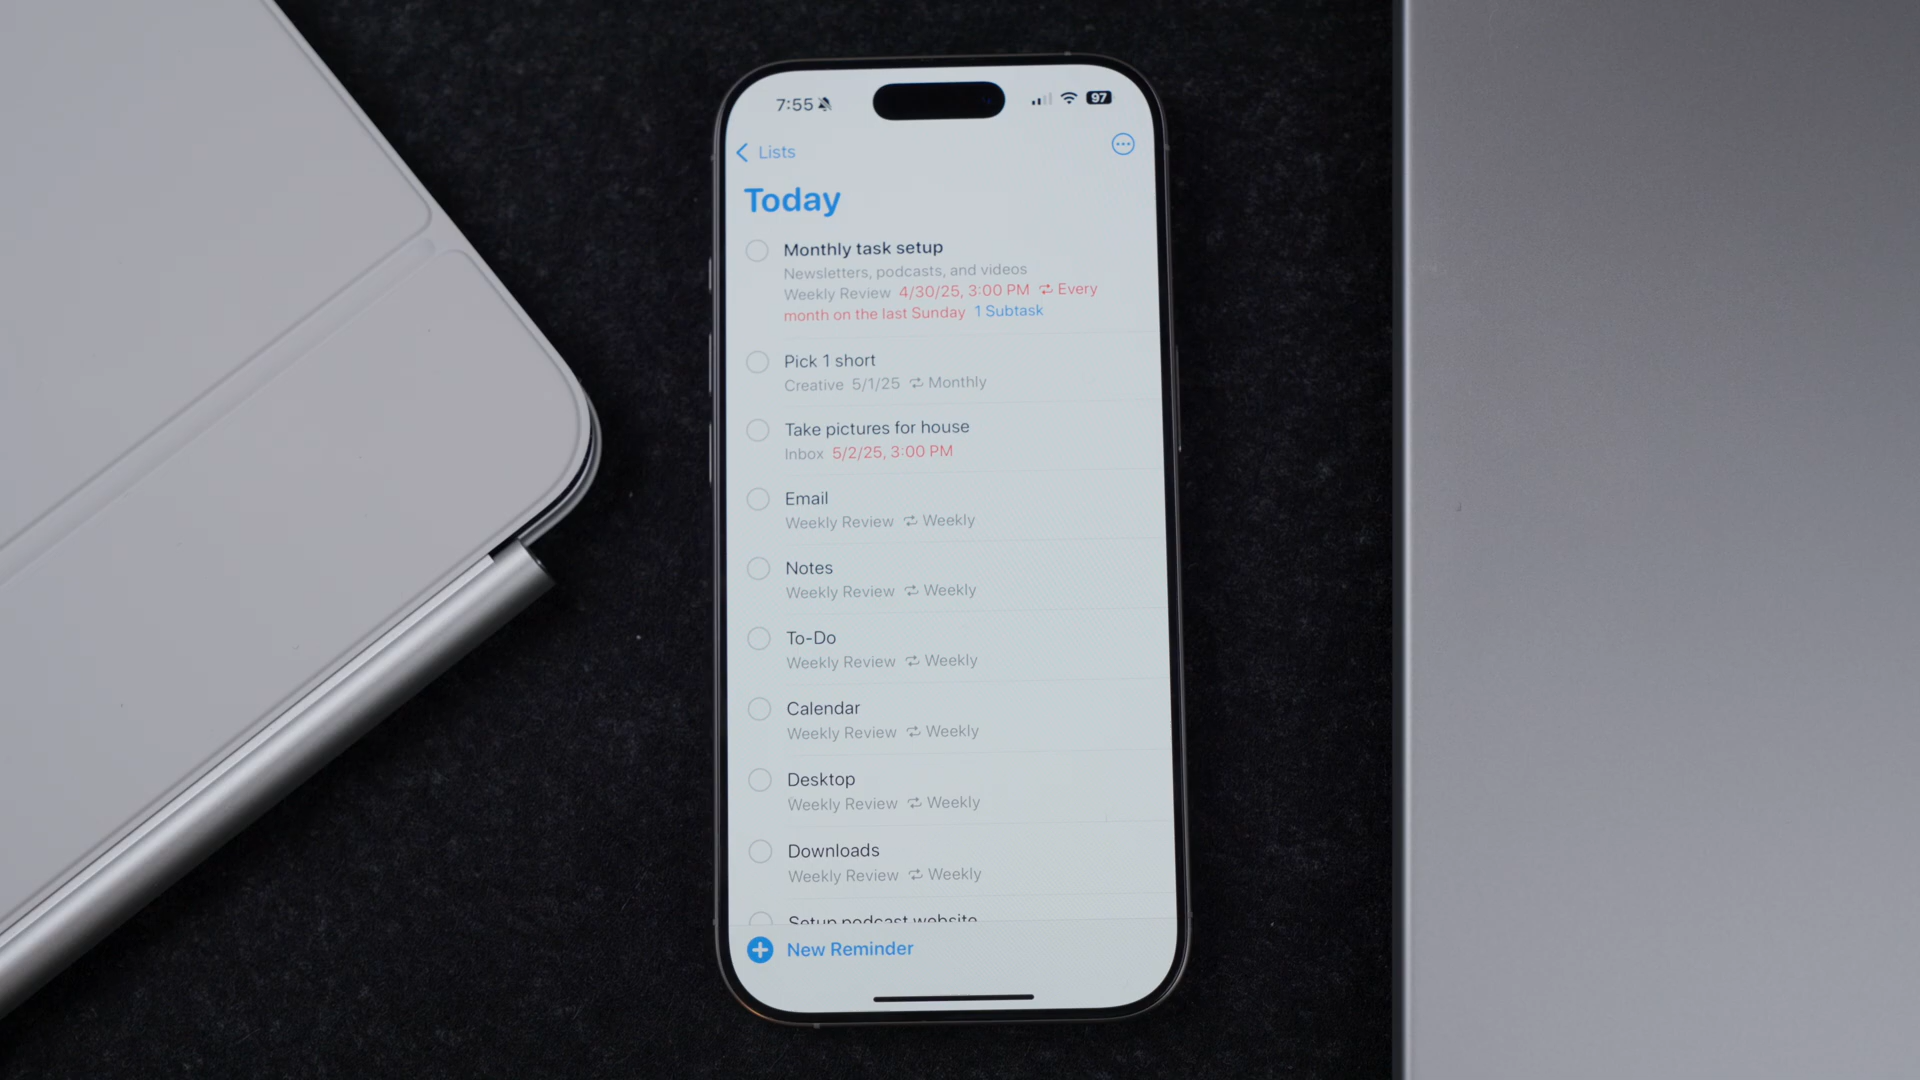 7:55
97
Lists
Today
Monthly task setup
Newsletters, podcasts, and videos
Weekly Review 4/30/25, 3:00 PM Every
month on the last Sunday 1 Subtask
Pick 1 short
Creative 5/1/25 Monthly
Take pictures for house
Inbox 5/2/25, 3:00 PM
Email
Weekly Review Weekly
Notes
Weekly Review Weekly
To-Do
Weekly Review Weekly
Calendar
Weekly Review Weekly
Desktop
Weekly Review Weekly
Downloads
Weekly Review Weekly
Setup podcast website
New Reminder